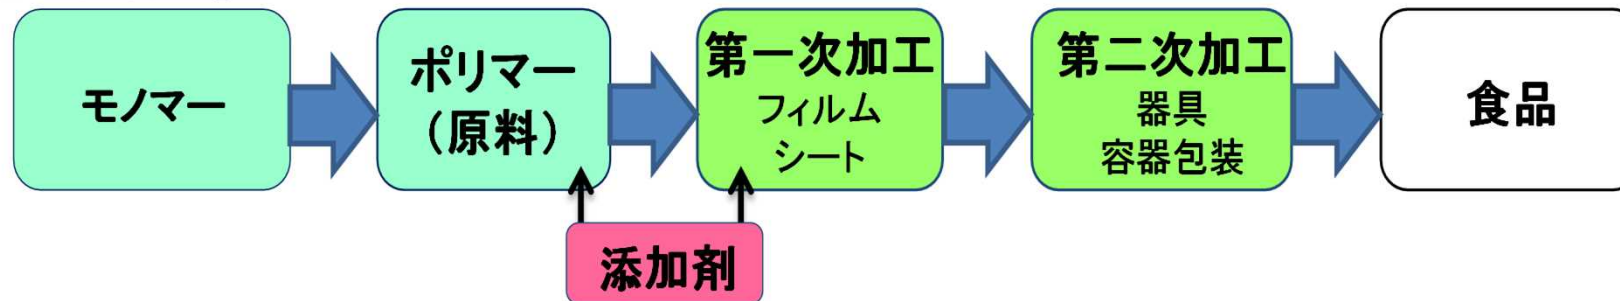 モノマー
ポリマー
（原料）
第一次加工
フィルム
シート
第二次加工
器具
容器包装
食品
添加剤